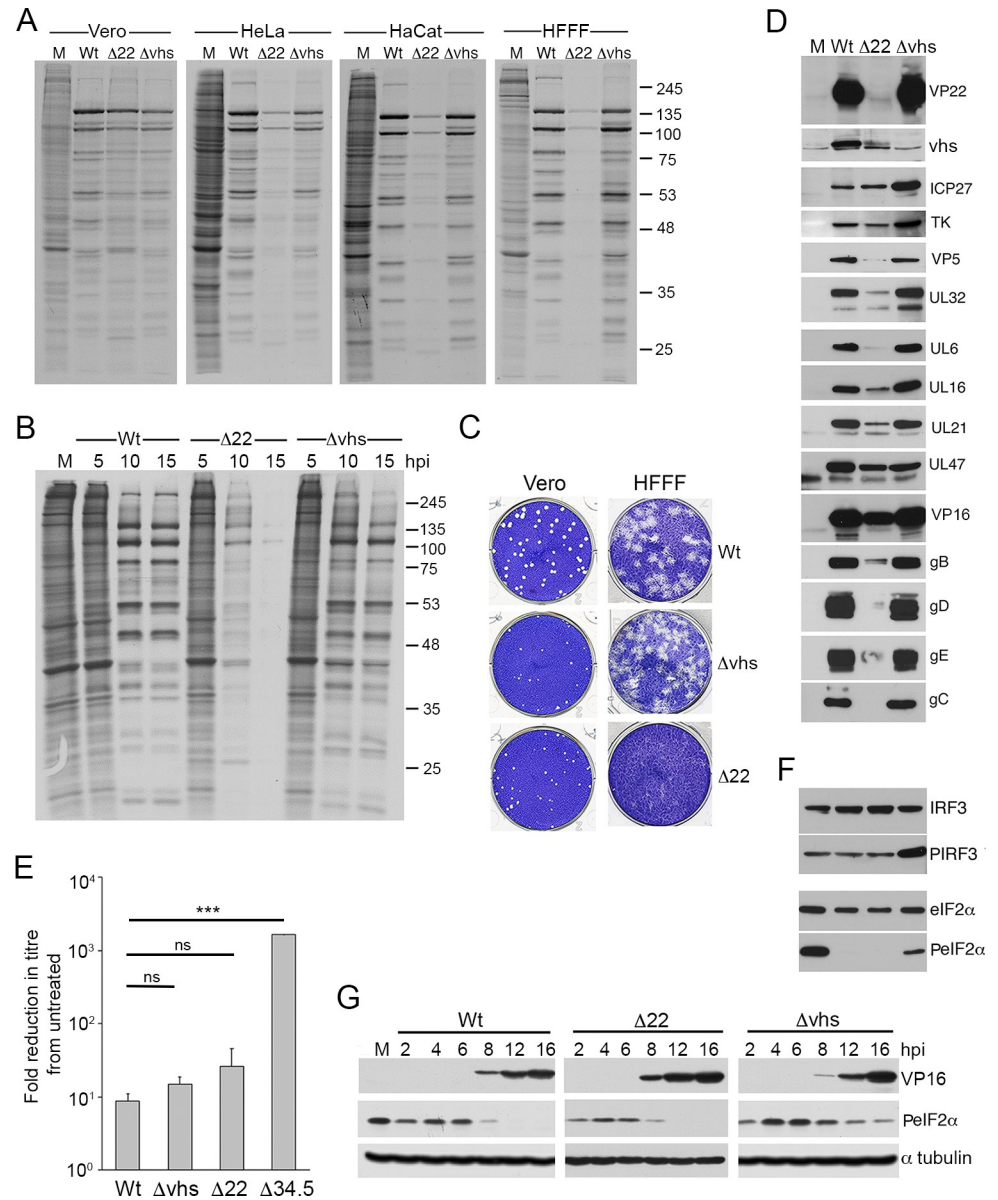 A
Vero HeLa HaCat HFFF
M Wt Δ22 Δvhs M Wt Δ22 Δvhs M Wt Δ22 Δvhs M Wt Δ22 Δvhs
245
135
100
75
53
48
35
25
B
Wt Δ22 Δvhs
M 5 10 15 5 10 15 5 10 15 hpi
245
135
100
75
53
48
35
25
C
Vero HFFF
Wt
Δvhs
Δ22
D
M Wt Δ22 Δvhs
VP22
vhs
ICP27
TK
VP5
UL32
UL6
UL16
UL21
UL47
VP16
gB
gD
gE
gC
E
Fold reduction in titre
from untreated
10⁴
10³
10²
10¹
10⁰
***
ns
ns
Wt Δvhs Δ22 Δ34.5
F
IRF3
PIRF3
eIF2α
PeIF2α
G
Wt Δ22 Δvhs
M 2 4 6 8 12 16 2 4 6 8 12 16 2 4 6 8 12 16 hpi
VP16
PeIF2α
α tubulin